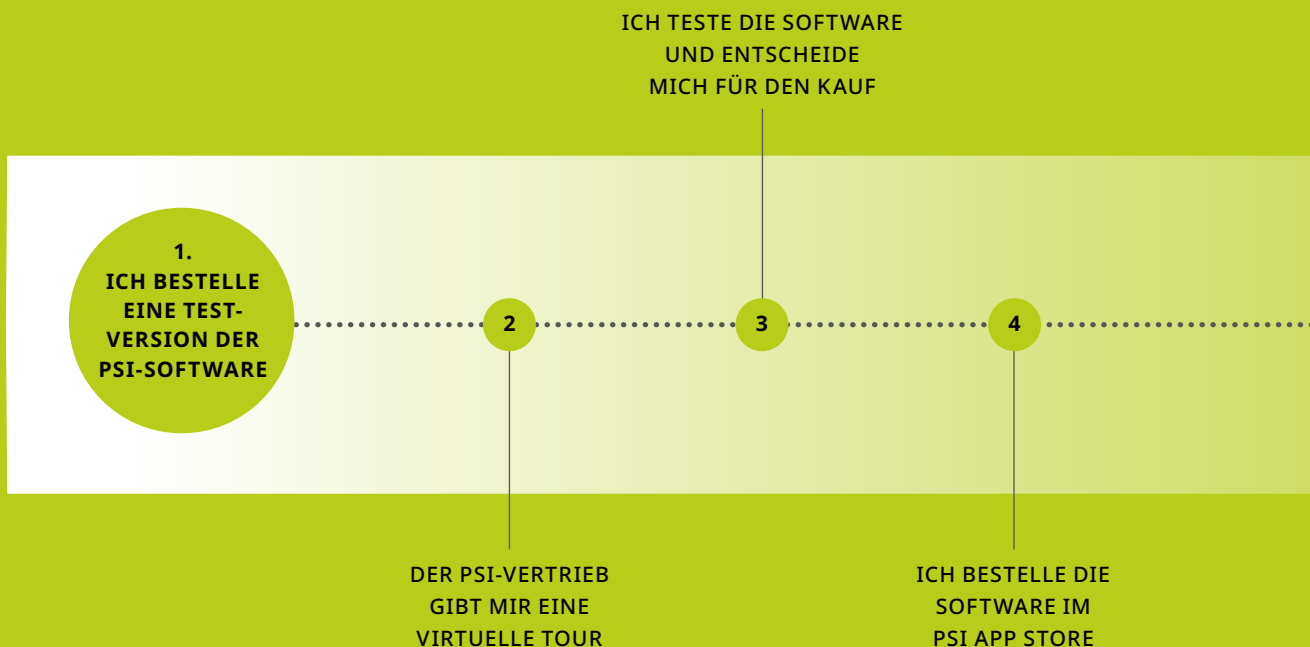 ICH TESTE DIE SOFTWARE
UND ENTSCHEIDE
MICH FÜR DEN KAUF
1.
ICH BESTELLE
EINE TEST-
VERSION DER
PSI-SOFTWARE
2
3
4
DER PSI-VERTRIEB
GIBT MIR EINE
VIRTUELLE TOUR
ICH BESTELLE DIE
SOFTWARE IM
PSI APP STORE